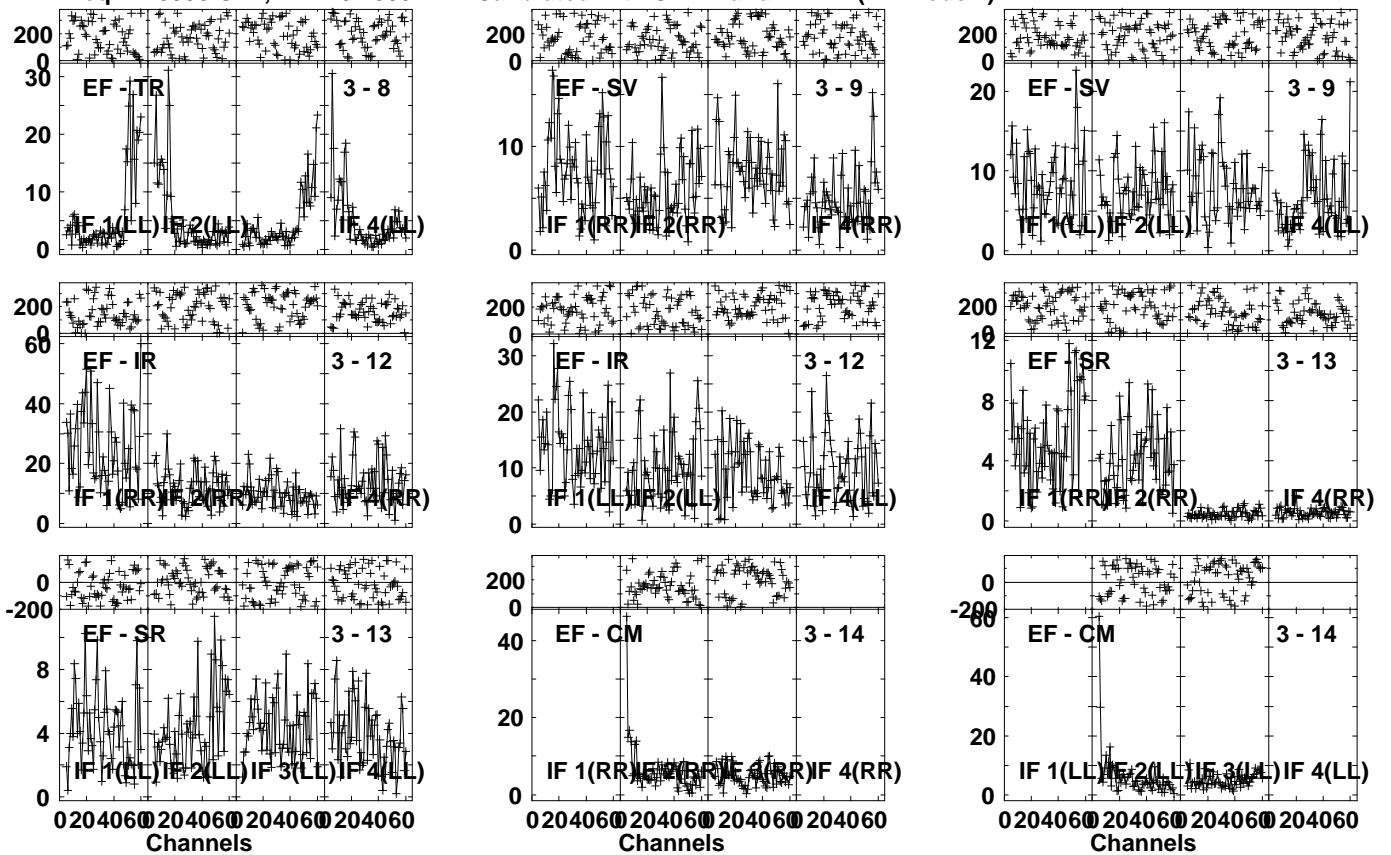 200
0
30
20
10
0
EF - TR
3 - 8
IF 1(LL)
IF 2(LL)
IF 4(LL)
200
0
10
0
EF - SV
3 - 9
IF 1(RR)
IF 2(RR)
IF 4(RR)
200
0
20
10
0
EF - SV
3 - 9
IF 1(LL)
IF 2(LL)
IF 4(LL)
200
0
60
40
20
0
EF - IR
3 - 12
IF 1(RR)
IF 2(RR)
IF 4(RR)
200
0
30
20
10
0
EF - IR
3 - 12
IF 1(LL)
IF 2(LL)
IF 4(LL)
200
0
12
8
4
0
EF - SR
3 - 13
IF 1(RR)
IF 2(RR)
IF 4(RR)
0
-200
8
4
0
EF - SR
3 - 13
IF 1(LL)
IF 2(LL)
IF 3(LL)
IF 4(LL)
0 20 40 60 0 20 40 60 0 20 40 60 0 20 40 60
Channels
200
0
40
20
0
EF - CM
3 - 14
IF 1(RR)
IF 2(RR)
IF 3(RR)
IF 4(RR)
0 20 40 60 0 20 40 60 0 20 40 60 0 20 40 60
Channels
0
-200
60
40
20
0
EF - CM
3 - 14
IF 1(LL)
IF 2(LL)
IF 3(LL)
IF 4(LL)
0 20 40 60 0 20 40 60 0 20 40 60 0 20 40 60
Channels